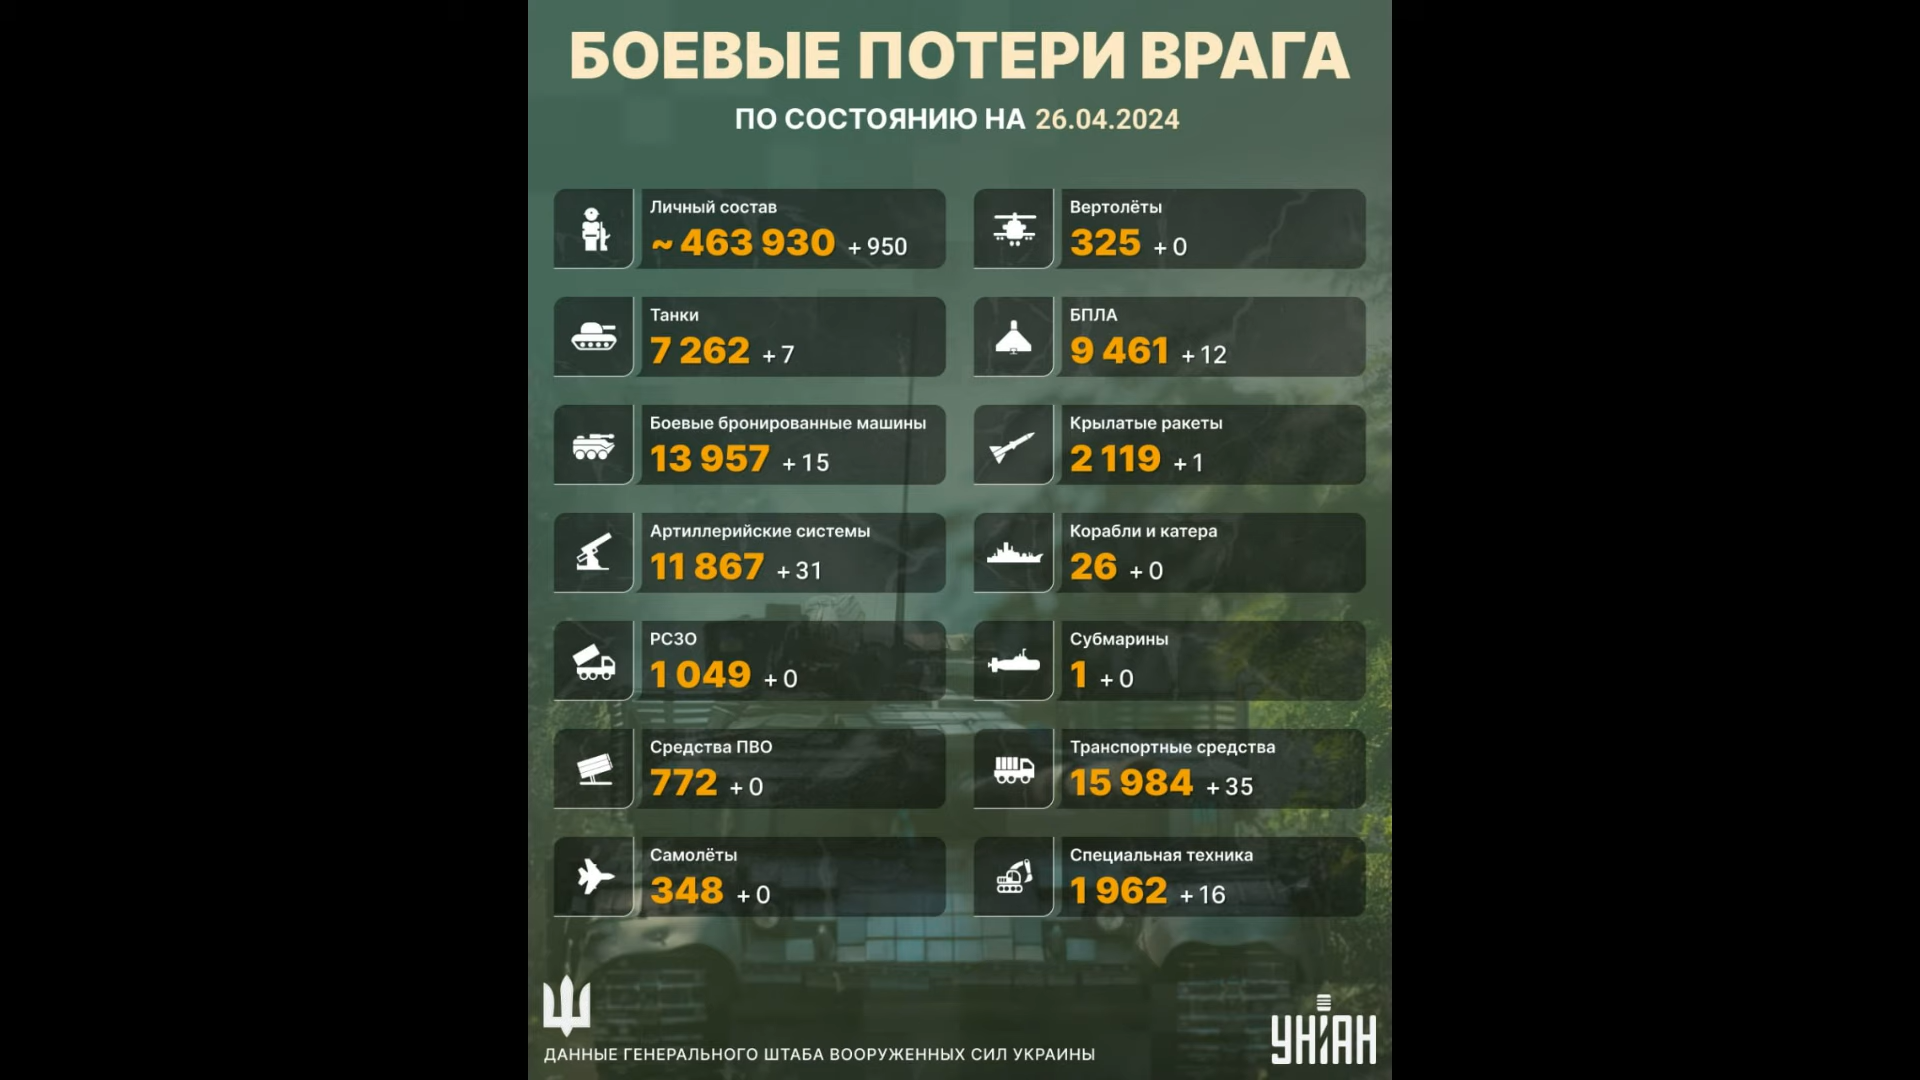 БОЕВЫЕ ПОТЕРИ ВРАГА
ПО СОСТОЯНИЮ НА 26.04.2024
Личный состав
~ 463 930 + 950
Танки
7 262 + 7
Боевые бронированные машины
13 957 + 15
Артиллерийские системы
11 867 + 31
РСЗО
1 049 + 0
Средства ПВО
772 + 0
Самолёты
348 + 0
Вертолёты
325 + 0
БПЛА
9 461 + 12
Крылатые ракеты
2 119 + 1
Корабли и катера
26 + 0
Субмарины
1 + 0
Транспортные средства
15 984 + 35
Специальная техника
1 962 + 16
ДАННЫЕ ГЕНЕРАЛЬНОГО ШТАБА ВООРУЖЕННЫХ СИЛ УКРАИНЫ
УНІАН